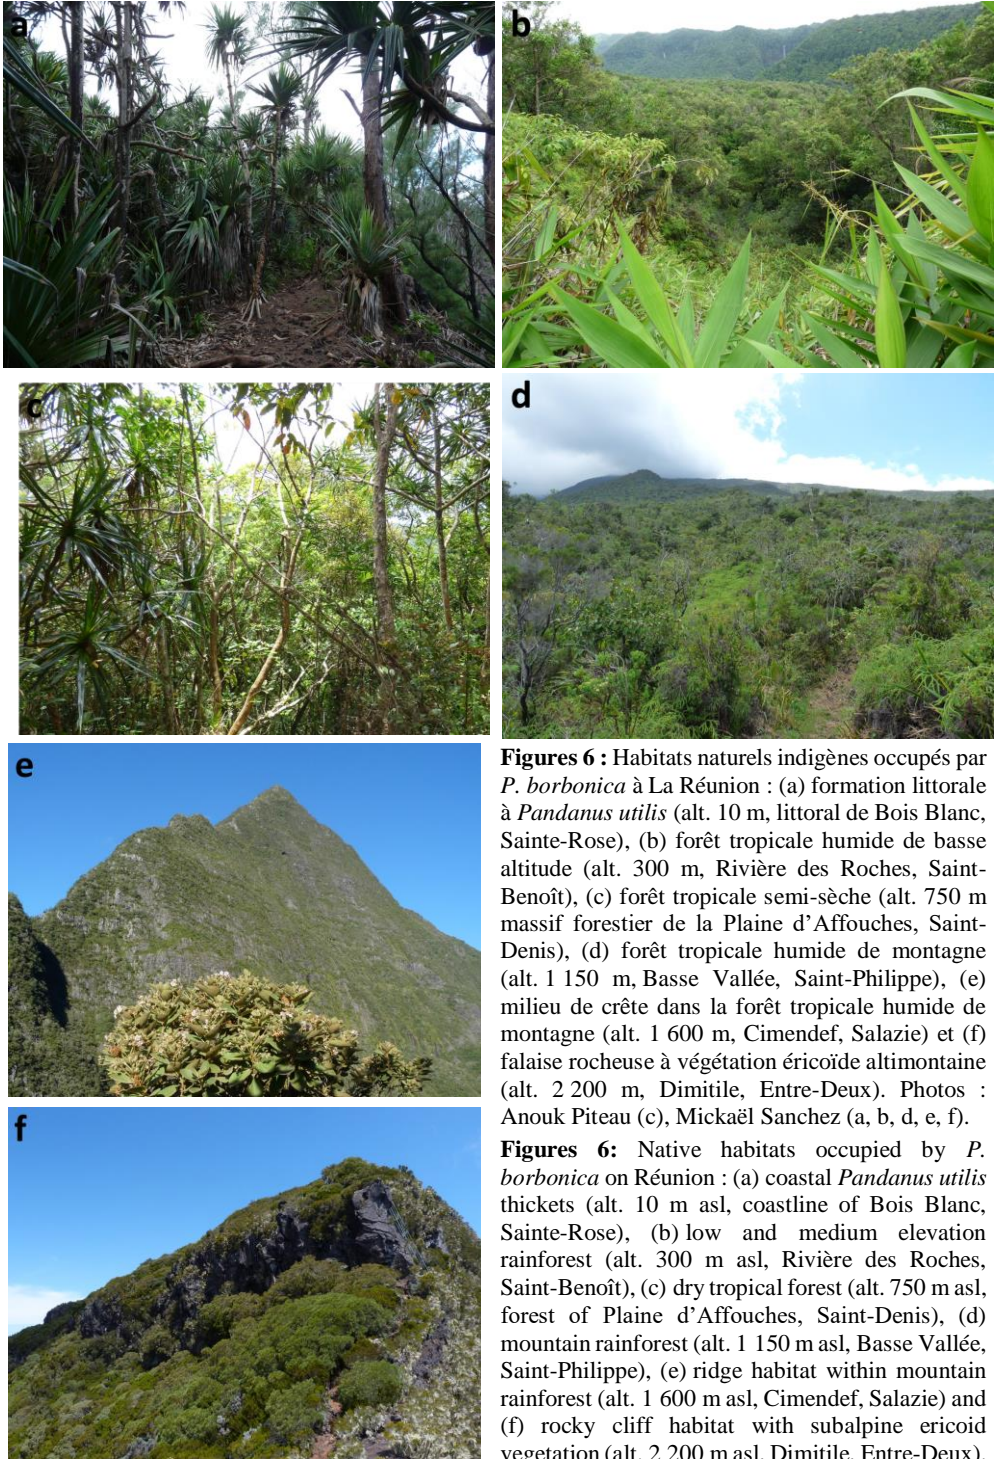 a
b
c
d
e
f
Figures 6 : Habitats naturels indigènes occupés par
P. borbonica à La Réunion : (a) formation littorale
à Pandanus utilis (alt. 10 m, littoral de Bois Blanc,
Sainte-Rose), (b) forêt tropicale humide de basse
altitude (alt. 300 m, Rivière des Roches, Saint-
Benoît), (c) forêt tropicale semi-sèche (alt. 750 m
massif forestier de la Plaine d’Affouches, Saint-
Denis), (d) forêt tropicale humide de montagne
(alt. 1 150 m, Basse Vallée, Saint-Philippe), (e)
milieu de crête dans la forêt tropicale humide de
montagne (alt. 1 600 m, Cimendef, Salazie) et (f)
falaise rocheuse à végétation éricoïde altimontaine
(alt. 2 200 m, Dimitile, Entre-Deux). Photos :
Anouk Piteau (c), Mickaël Sanchez (a, b, d, e, f).
Figures 6: Native habitats occupied by P.
borbonica on Réunion : (a) coastal Pandanus utilis
thickets (alt. 10 m asl, coastline of Bois Blanc,
Sainte-Rose), (b) low and medium elevation
rainforest (alt. 300 m asl, Rivière des Roches,
Saint-Benoît), (c) dry tropical forest (alt. 750 m asl,
forest of Plaine d’Affouches, Saint-Denis), (d)
mountain rainforest (alt. 1 150 m asl, Basse Vallée,
Saint-Philippe), (e) ridge habitat within mountain
rainforest (alt. 1 600 m asl, Cimendef, Salazie) and
(f) rocky cliff habitat with subalpine ericoid
vegetation (alt. 2 200 m asl, Dimitile, Entre-Deux).